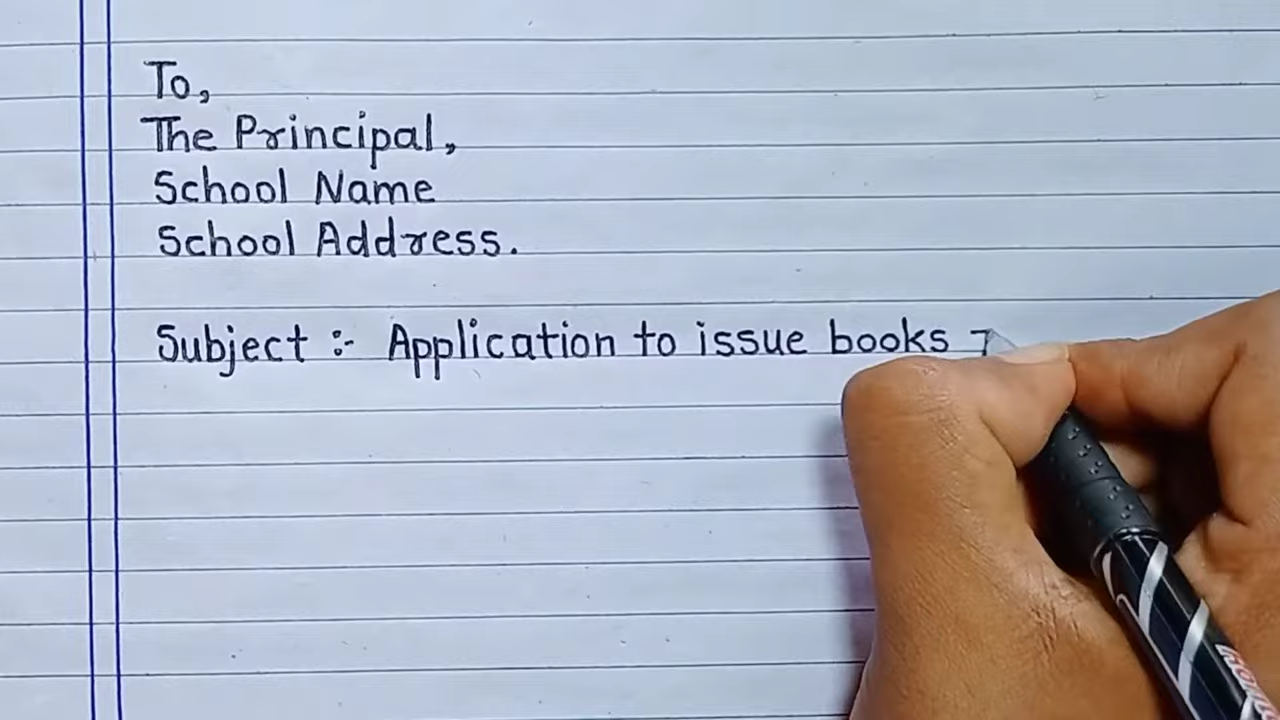 To,
The Principal,
School Name
School Address.
Subject :- Application to issue books